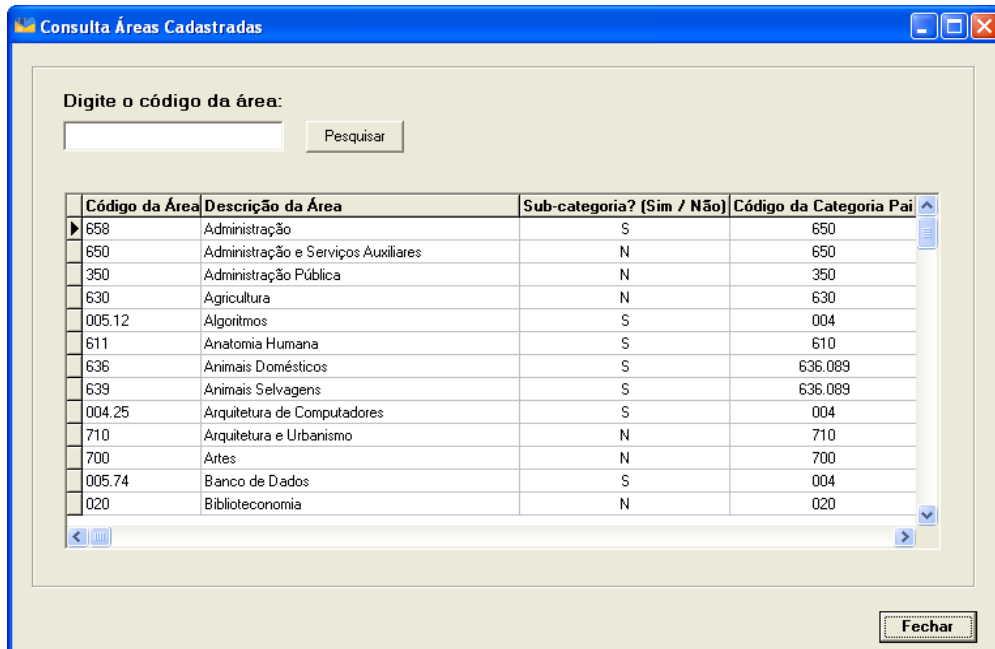 Consulta Áreas Cadastradas
Digite o código da área:
Pesquisar
Código da Área Descrição da Área Sub-categoria? (Sim / Não) Código da Categoria Pai
658 Administração S 650
650 Administração e Serviços Auxiliares N 650
350 Administração Pública N 350
630 Agricultura N 630
005.12 Algoritmos S 004
611 Anatomia Humana S 610
636 Animais Domésticos S 636.089
639 Animais Selvagens S 636.089
004.25 Arquitetura de Computadores S 004
710 Arquitetura e Urbanismo N 710
700 Artes N 700
005.74 Banco de Dados S 004
020 Biblioteconomia N 020
Fechar